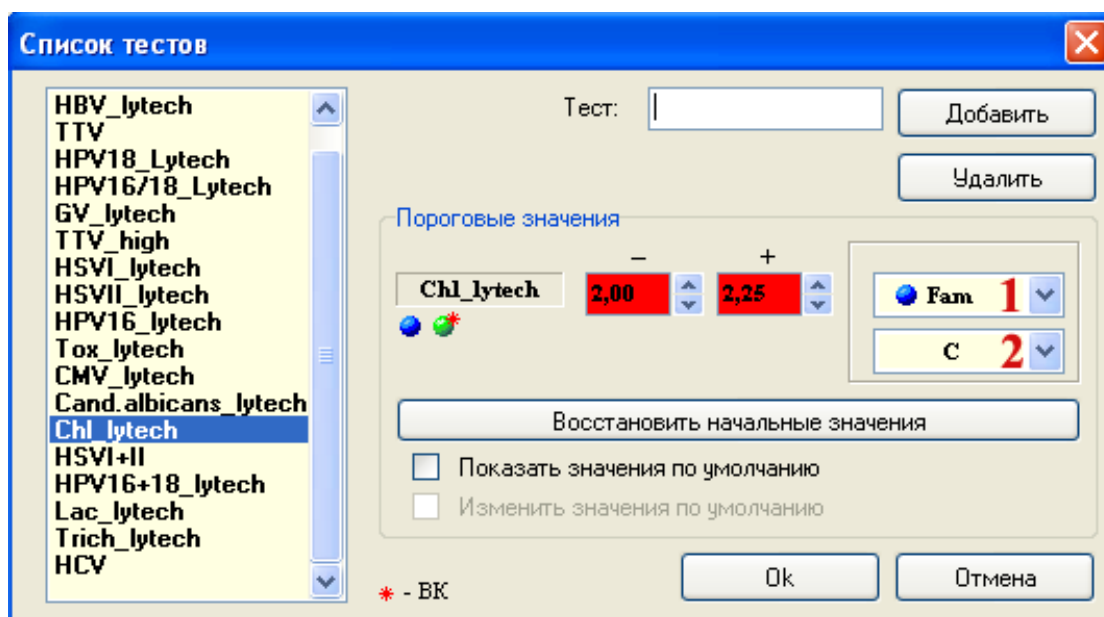 Список тестов
HBV_lytech
TTV
HPV18_Lytech
HPV16/18_Lytech
GV_lytech
TTV_high
HSVI_lytech
HSVII_lytech
HPV16_lytech
Tox_lytech
CMV_lytech
Cand.albicans_lytech
Chl_lytech
HSVI+II
HPV16+18_lytech
Lac_lytech
Trich_lytech
HCV
Тест:
Добавить
Удалить
Пороговые значения
– +
Chl_lytech 2,00 2,25
Fam 1
C 2
Восстановить начальные значения
Показать значения по умолчанию
Изменить значения по умолчанию
* - ВК
Ok
Отмена